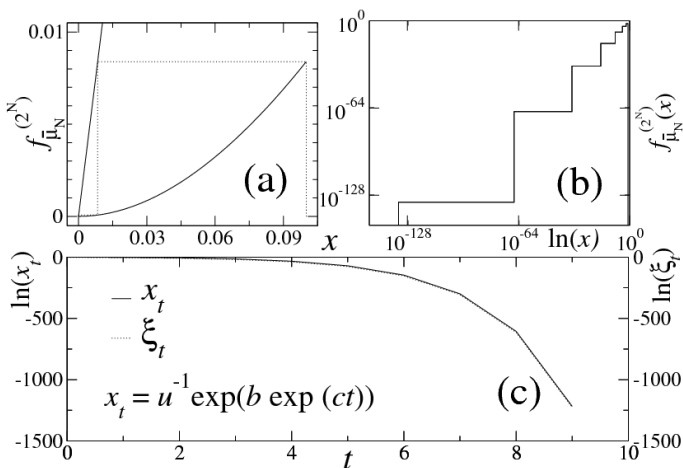 0.01
0
f_{μ̄_N}^{(2^N)}
(a)
0 0.03 0.06 0.09 x
10^0
10^{-64}
10^{-128}
(b)
10^{-128} 10^{-64} ln(x) 10^0
f_{μ̄_N}^{(2^N)}(x)
0
-500
-1000
-1500
ln(x_t)
x_t
ξ_t
x_t = u^{-1} exp(b exp (ct))
(c)
0
-500
-1000
-1500
ln(ξ_t)
0 2 4 t 6 8 10